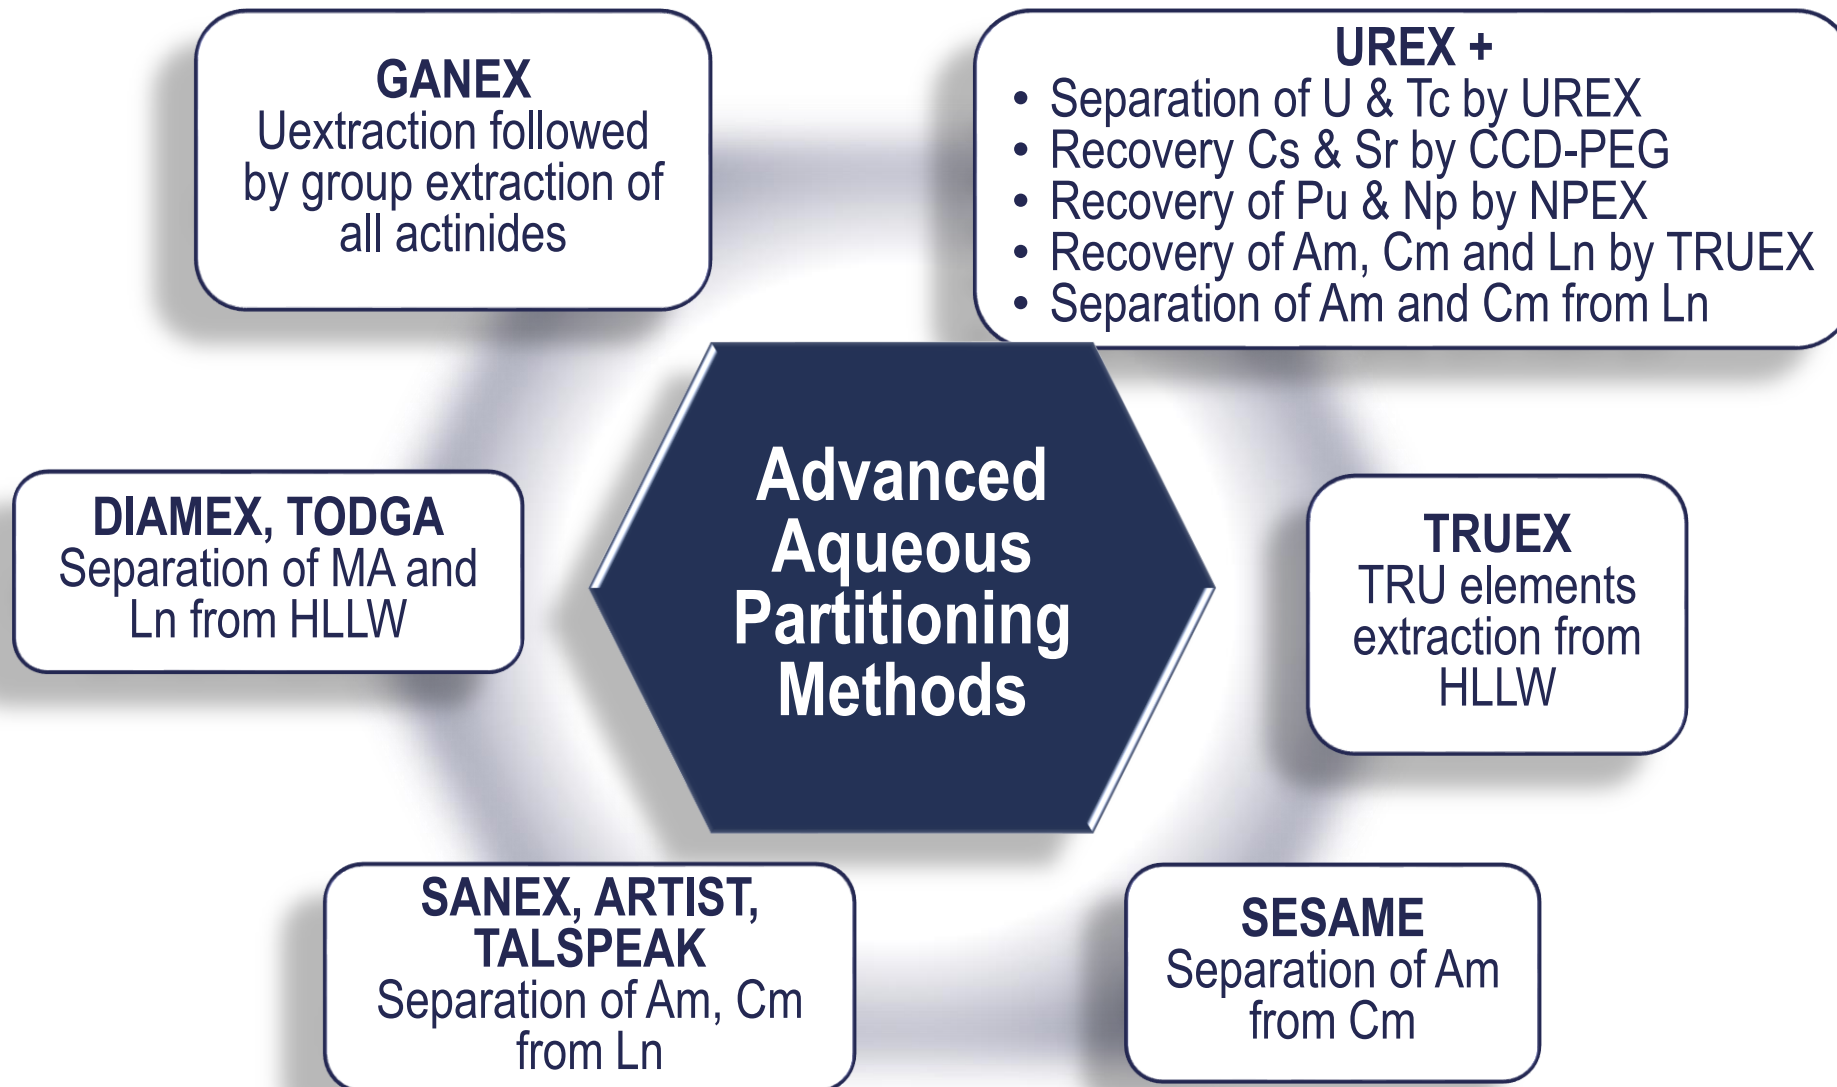 GANEX
Uextraction followed
by group extraction of
all actinides
UREX +
• Separation of U & Tc by UREX
• Recovery Cs & Sr by CCD-PEG
• Recovery of Pu & Np by NPEX
• Recovery of Am, Cm and Ln by TRUEX
• Separation of Am and Cm from Ln
DIAMEX, TODGA
Separation of MA and
Ln from HLLW
Advanced
Aqueous
Partitioning
Methods
TRUEX
TRU elements
extraction from
HLLW
SANEX, ARTIST,
TALSPEAK
Separation of Am, Cm
from Ln
SESAME
Separation of Am
from Cm